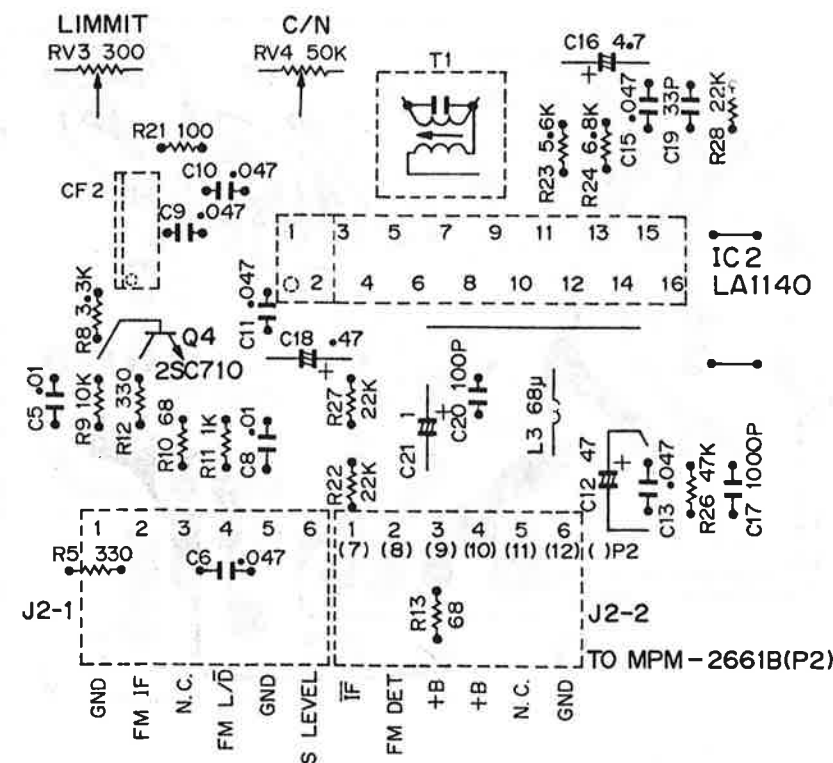 LIMMIT
RV3 300
C/N
RV4 50K
T1
C16 4.7
+
R21 100
C10 .047
CF2
C9 .047
R23 5.6K
R24 6.8K
C15 .047
C19 33P
R28 22K
1 3 5 7 9 11 13 15
2 4 6 8 10 12 14 16
IC2
LA1140
R8 3.3K
C11 .047
Q4
2SC710
C18 .47
+
C5 .01
R9 10K
R12 330
R10 68
R11 1K
C8 .01
R27 22K
R22 22K
C21 1
+
C20 100P
L3 68μ
C12 47
+
C13 .047
R26 47K
C17 1000P
1 2 3 4 5 6
1 2 3 4 5 6
(7) (8) (9) (10) (11) (12) ( )P2
R5 330
C6 .047
R13 68
J2-1
J2-2
TO MPM-2661B(P2)
GND
FM IF
N.C.
FM L/D̅
GND
S LEVEL
I̅F̅
FM DET
+B
+B
N.C.
GND